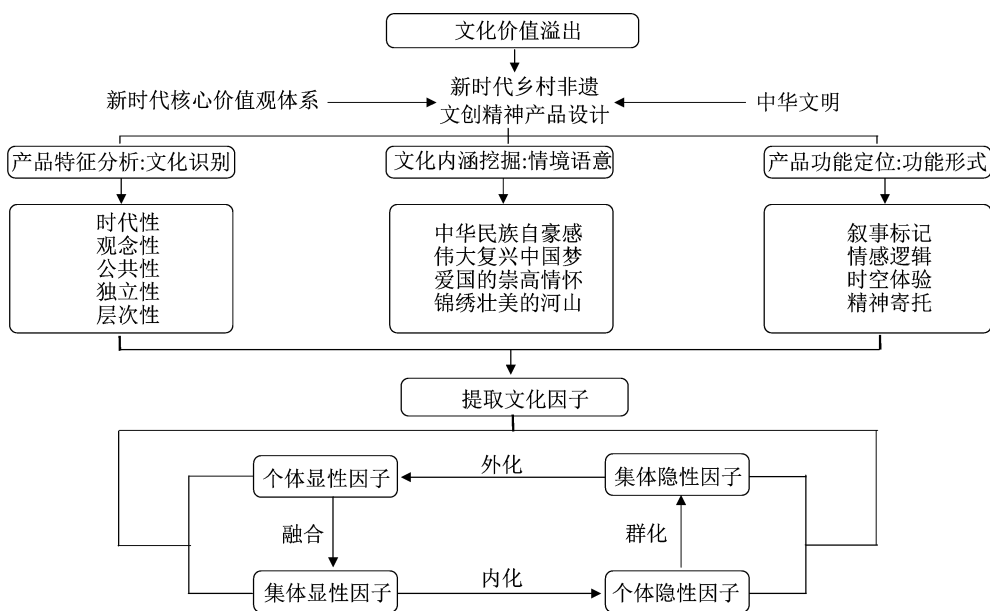 文化价值溢出
新时代乡村非遗
文创精神产品设计
新时代核心价值观体系
中华文明
产品特征分析:文化识别
文化内涵挖掘:情境语意
产品功能定位:功能形式
时代性
观念性
公共性
独立性
层次性
中华民族自豪感
伟大复兴中国梦
爱国的崇高情怀
锦绣壮美的河山
叙事标记
情感逻辑
时空体验
精神寄托
提取文化因子
个体显性因子
外化
集体隐性因子
融合
群化
集体显性因子
内化
个体隐性因子